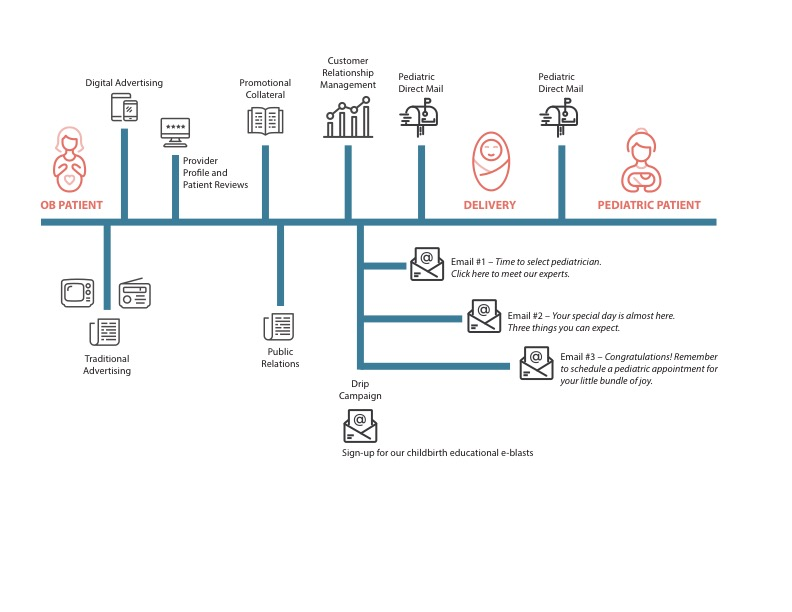 Digital Advertising
Provider
Profile and
Patient Reviews
Promotional
Collateral
Customer
Relationship
Management
Pediatric
Direct Mail
Pediatric
Direct Mail
OB PATIENT
DELIVERY
PEDIATRIC PATIENT
Traditional
Advertising
Public
Relations
Email #1 – Time to select pediatrician.
Click here to meet our experts.
Email #2 – Your special day is almost here.
Three things you can expect.
Email #3 – Congratulations! Remember
to schedule a pediatric appointment for
your little bundle of joy.
Drip
Campaign
Sign-up for our childbirth educational e-blasts